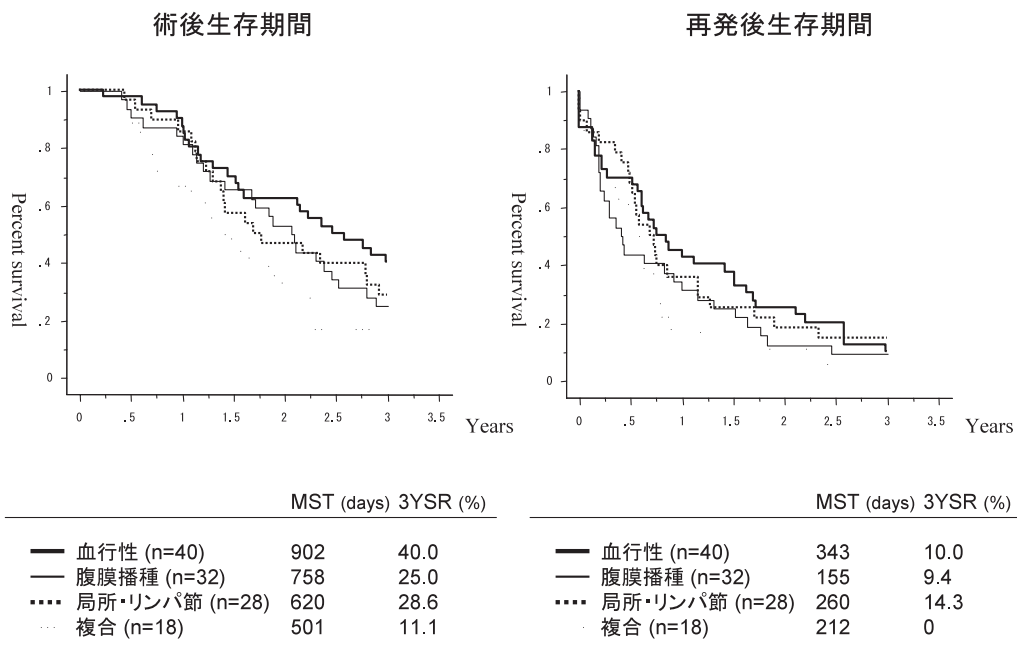 術後生存期間
1
.8
.6
.4
.2
0
Percent survival
0 .5 1 1.5 2 2.5 3 3.5 Years
MST (days) 3YSR (%)
血行性 (n=40) 902 40.0
腹膜播種 (n=32) 758 25.0
局所・リンパ節 (n=28) 620 28.6
複合 (n=18) 501 11.1
再発後生存期間
1
.8
.6
.4
.2
0
Percent survival
0 .5 1 1.5 2 2.5 3 3.5 Years
MST (days) 3YSR (%)
血行性 (n=40) 343 10.0
腹膜播種 (n=32) 155 9.4
局所・リンパ節 (n=28) 260 14.3
複合 (n=18) 212 0